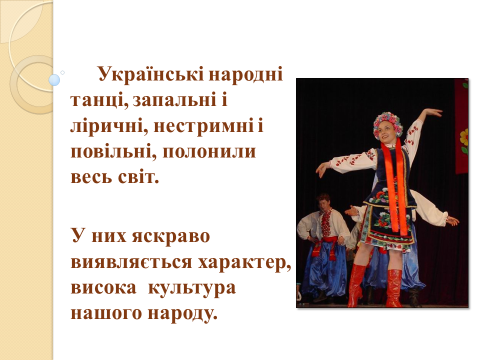 Українські народні
танці, запальні і
ліричні, нестримні і
повільні, полонили
весь світ.
У них яскраво
виявляється характер,
висока культура
нашого народу.